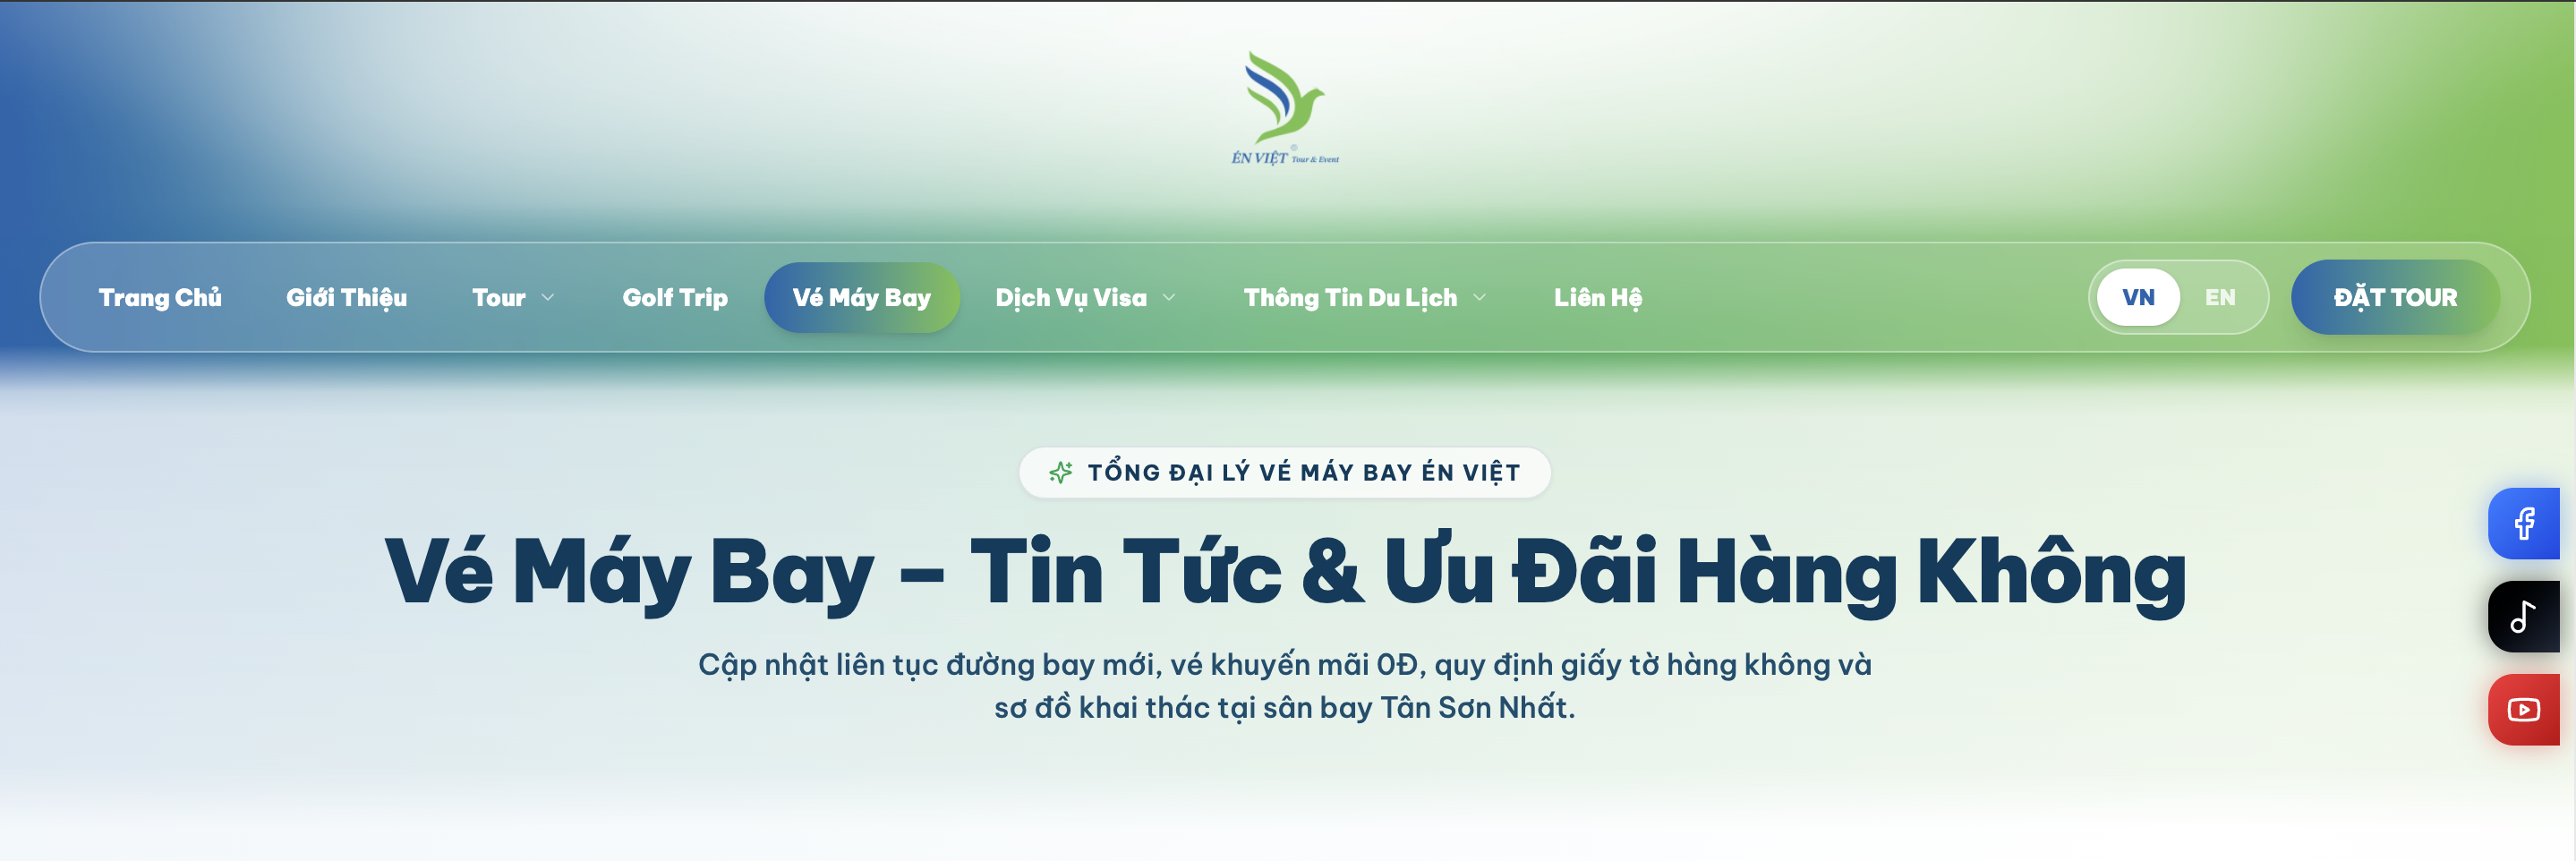 ÉN VIỆT ® Tour & Event
Trang Chủ Giới Thiệu Tour Golf Trip Vé Máy Bay Dịch Vụ Visa Thông Tin Du Lịch Liên Hệ VN EN ĐẶT TOUR
TỔNG ĐẠI LÝ VÉ MÁY BAY ÉN VIỆT
Vé Máy Bay – Tin Tức & Ưu Đãi Hàng Không
Cập nhật liên tục đường bay mới, vé khuyến mãi 0Đ, quy định giấy tờ hàng không và
sơ đồ khai thác tại sân bay Tân Sơn Nhất.